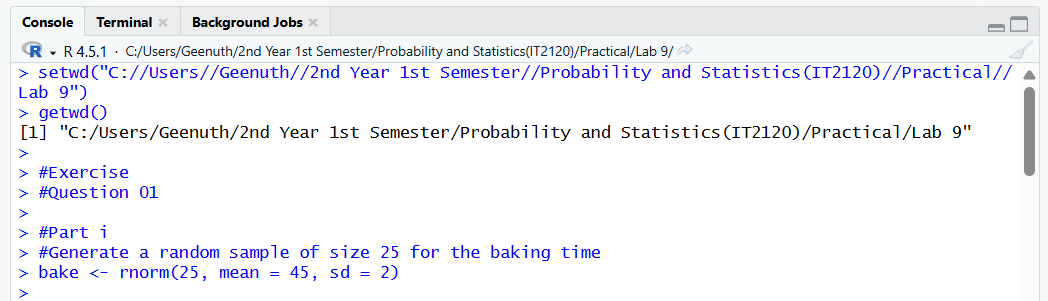 Console Terminal Background Jobs
R 4.5.1 · C:/Users/Geenuth/2nd Year 1st Semester/Probability and Statistics(IT2120)/Practical/Lab 9/
> setwd("C://Users//Geenuth//2nd Year 1st Semester//Probability and Statistics(IT2120)//Practical//
Lab 9")
> getwd()
[1] "C:/Users/Geenuth/2nd Year 1st Semester/Probability and Statistics(IT2120)/Practical/Lab 9"
>
> #Exercise
> #Question 01
>
> #Part i
> #Generate a random sample of size 25 for the baking time
> bake <- rnorm(25, mean = 45, sd = 2)
>